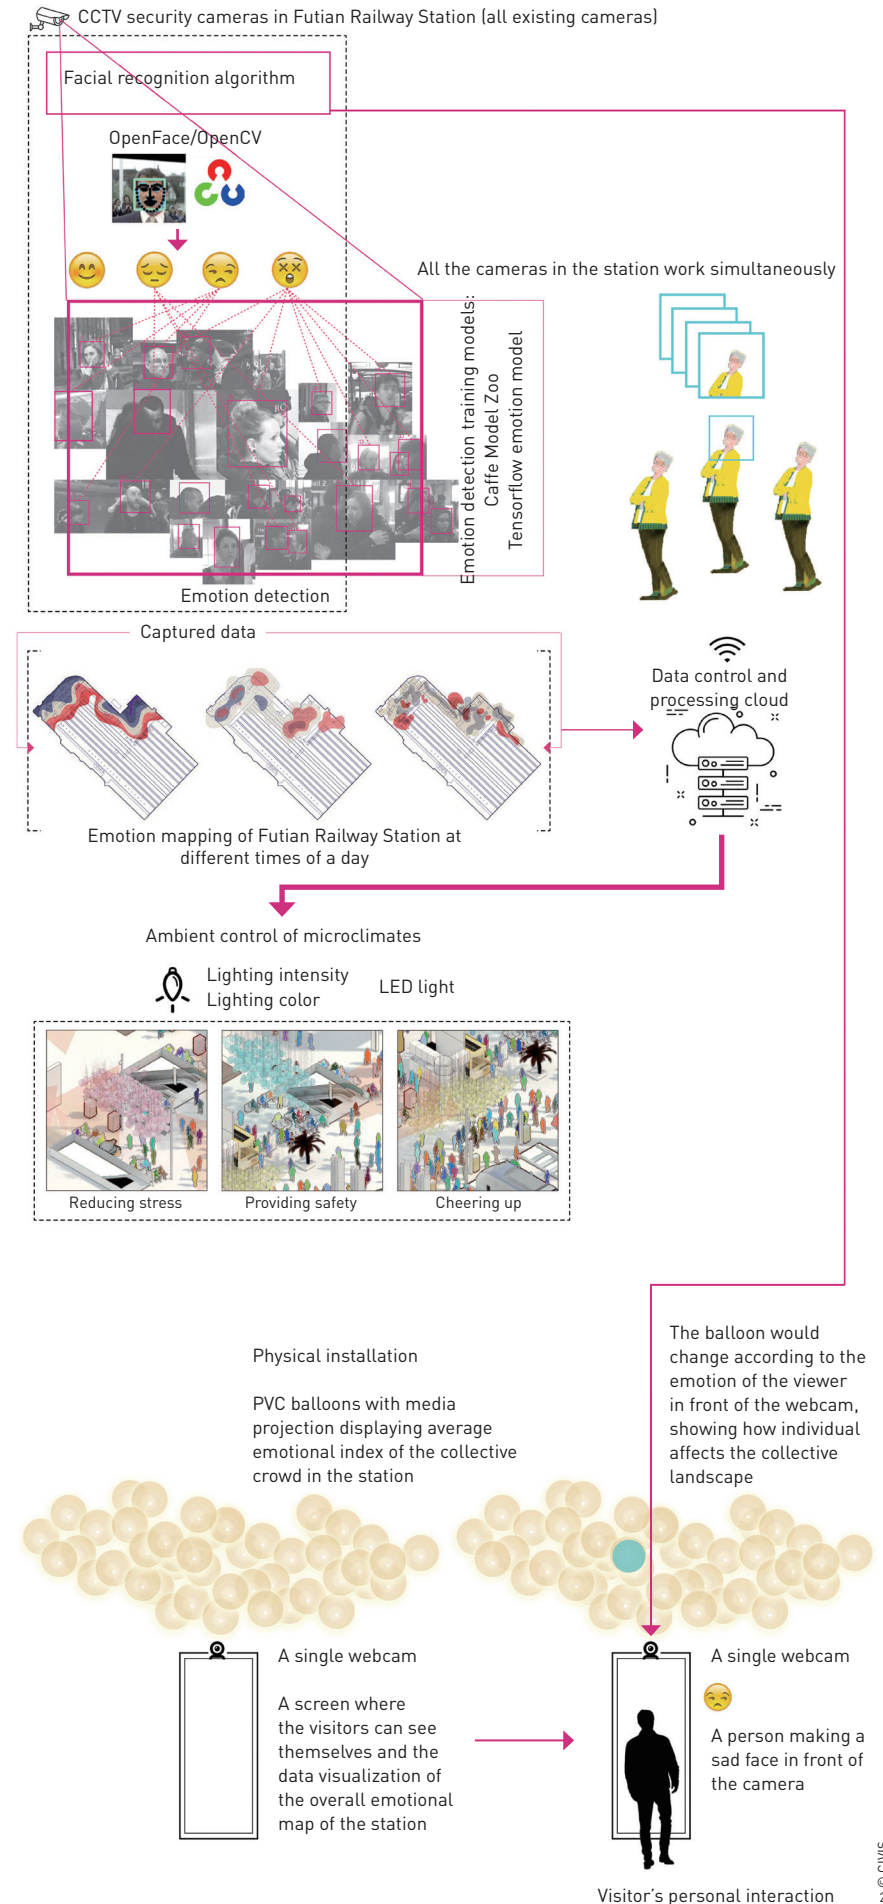 CCTV security cameras in Futian Railway Station (all existing cameras)
Facial recognition algorithm
OpenFace/OpenCV
All the cameras in the station work simultaneously
Emotion detection training models:
Caffe Model Zoo
Tensorflow emotion model
Emotion detection
Captured data
Data control and
processing cloud
Emotion mapping of Futian Railway Station at
different times of a day
Ambient control of microclimates
Lighting intensity
Lighting color
LED light
Reducing stress
Providing safety
Cheering up
The balloon would
change according to the
emotion of the viewer
in front of the webcam,
showing how individual
affects the collective
landscape
Physical installation
PVC balloons with media
projection displaying average
emotional index of the collective
crowd in the station
A single webcam
A screen where
the visitors can see
themselves and the
data visualization of
the overall emotional
map of the station
A single webcam
A person making a
sad face in front of
the camera
Visitor's personal interaction
© CIVIS